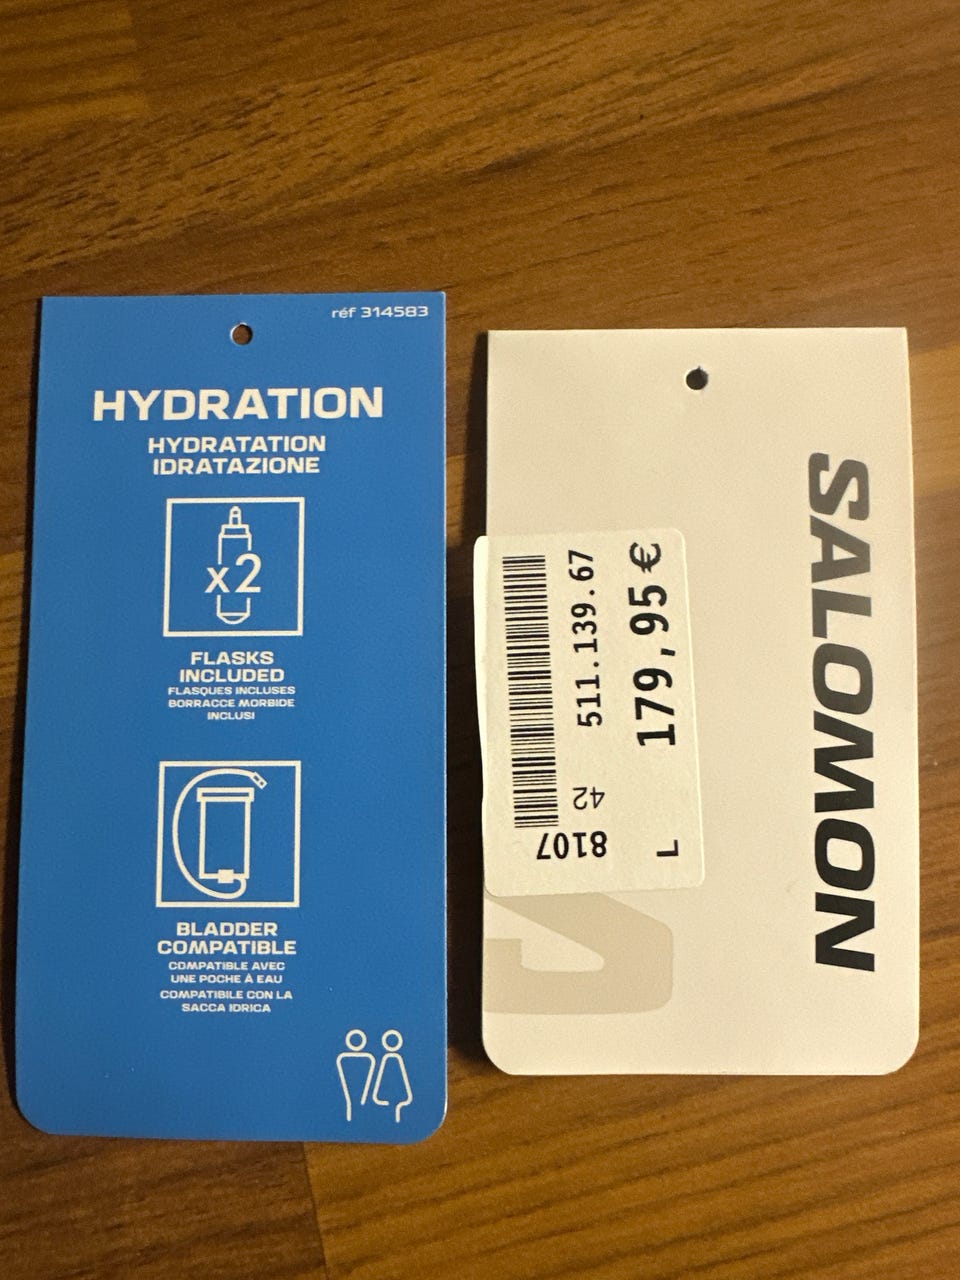 réf 314583
HYDRATION
HYDRATATION
IDRATAZIONE
x2
FLASKS
INCLUDED
FLASQUES INCLUSES
BORRACCE MORBIDE
INCLUSI
BLADDER
COMPATIBLE
COMPATIBLE AVEC
UNE POCHE À EAU
COMPATIBILE CON LA
SACCA IDRICA
SALOMON
179,95 €
L
511.139.67
42
8107